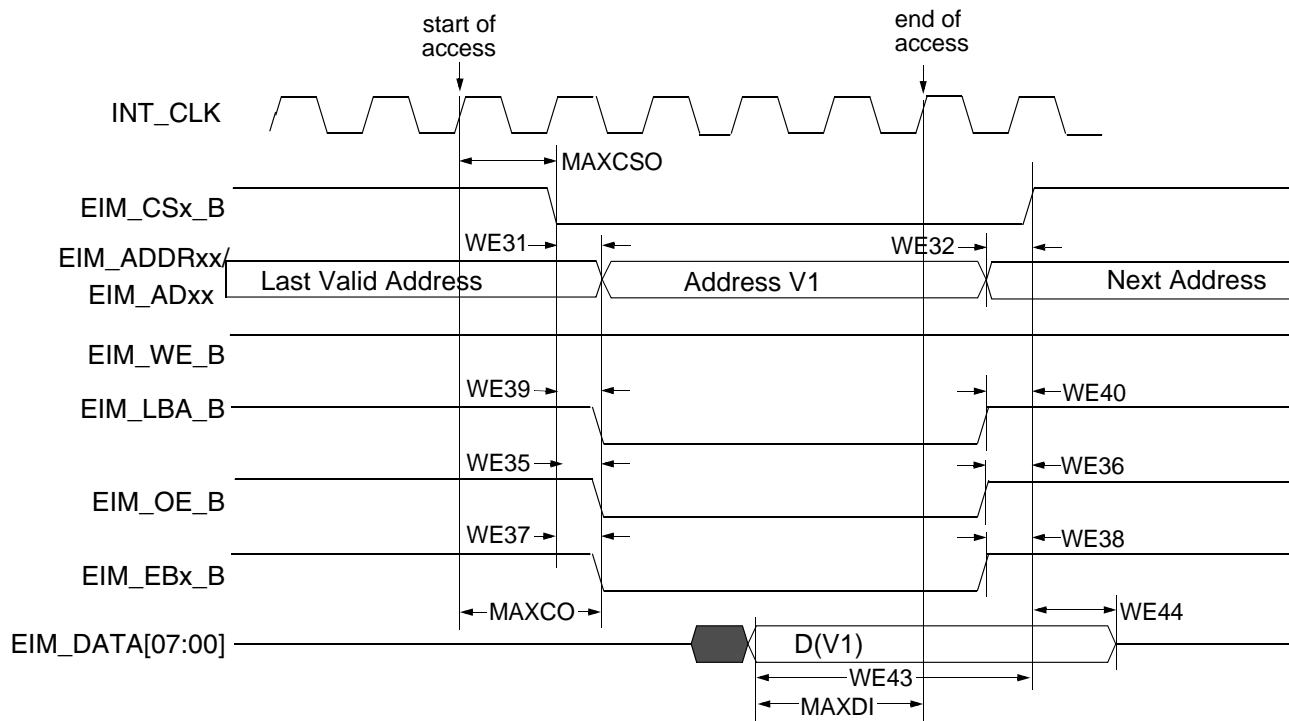 start of
access
end of
access
INT_CLK
MAXCSO
EIM_CSx_B
WE31
WE32
EIM_ADDRxx/
EIM_ADxx
Last Valid Address
Address V1
Next Address
EIM_WE_B
WE39
WE40
EIM_LBA_B
WE35
WE36
EIM_OE_B
WE37
WE38
EIM_EBx_B
MAXCO
WE44
EIM_DATA[07:00]
D(V1)
WE43
MAXDI